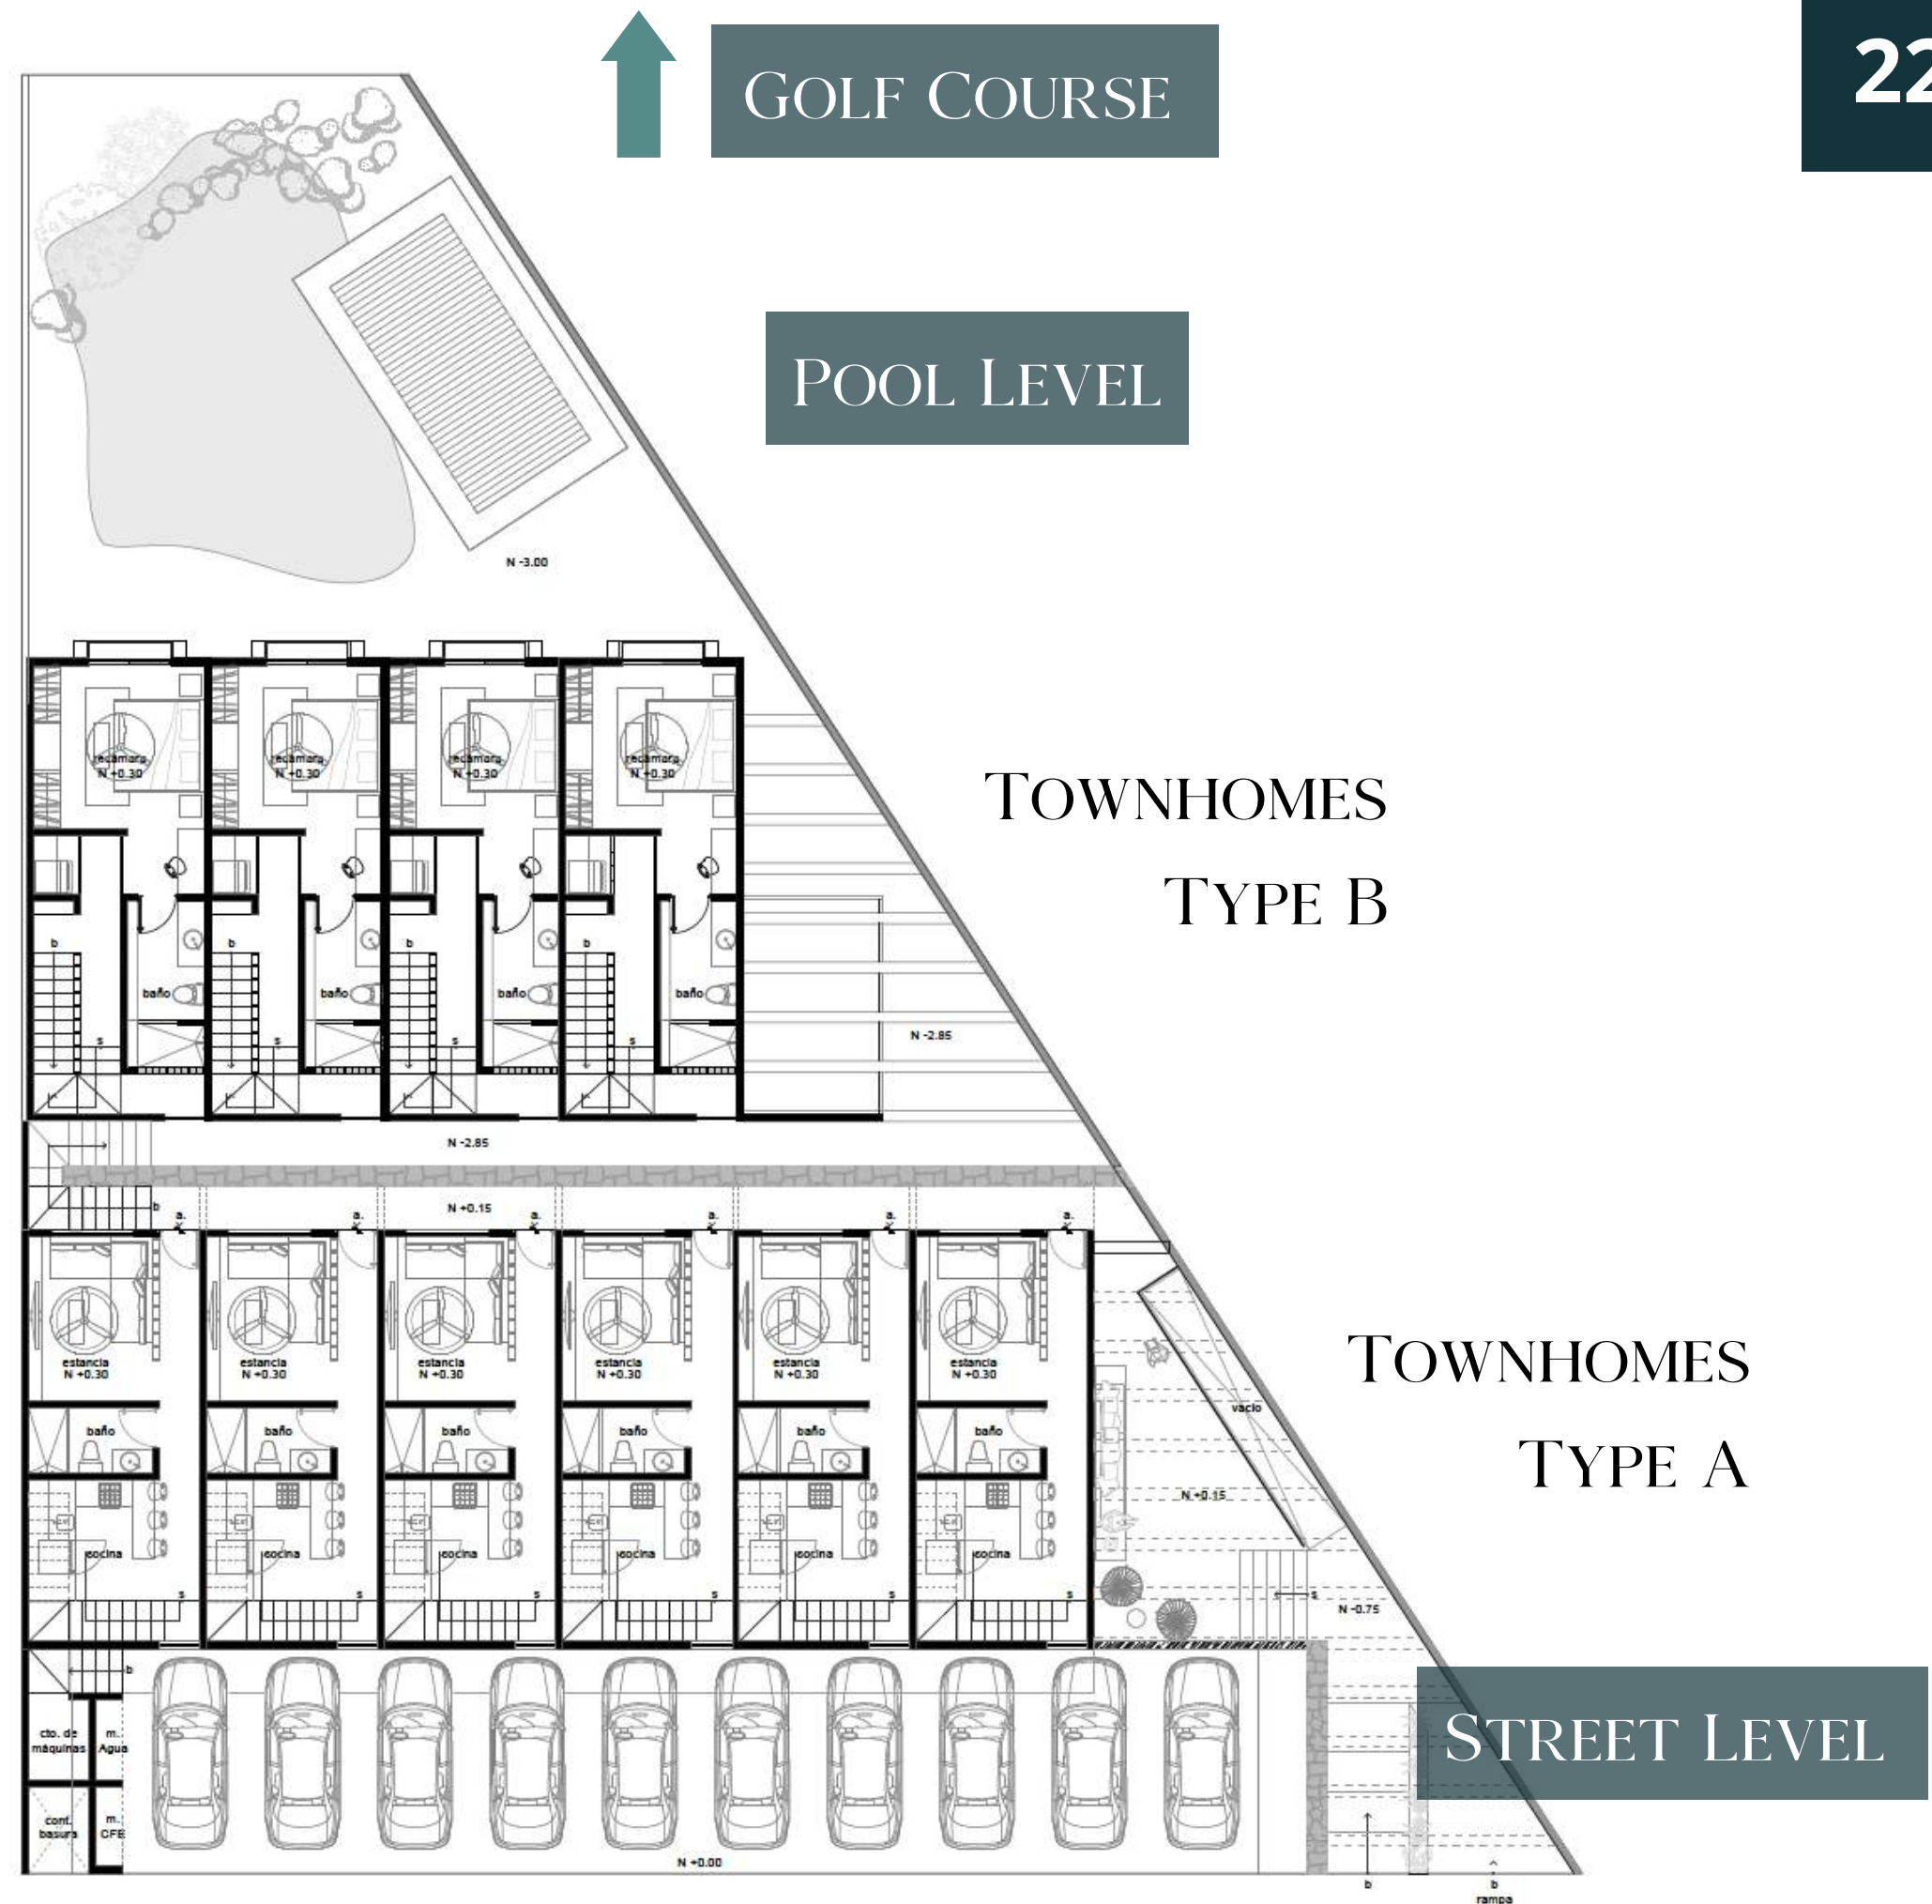 GOLF COURSE
22
POOL LEVEL
N -3.00
recámara recámara recámara recámara
N +0.30 N +0.30 N +0.30 N +0.30
TOWNHOMES
TYPE B
b b b b
baño baño baño baño
s s s s
N -2.85
N -2.85
b
N +0.15
a. a. a. a. a. a.
estancia estancia estancia estancia estancia estancia
N +0.30 N +0.30 N +0.30 N +0.30 N +0.30 N +0.30
TOWNHOMES
TYPE A
vacío
baño baño baño baño baño baño
N +0.15
cocina cocina cocina cocina cocina cocina
s s s s s s
s
N -0.75
b
STREET LEVEL
cto. de
máquinas
m.
Agua
cont.
basura
m.
CFE
N +0.00
b
b
rampa